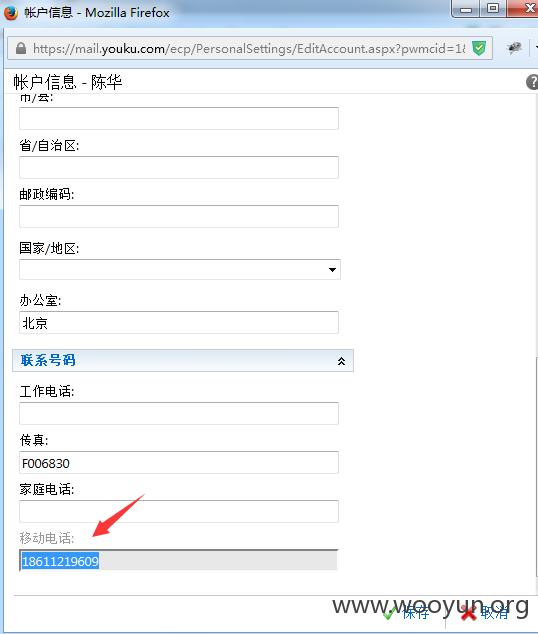 帐户信息 - Mozilla Firefox
https://mail.youku.com/ecp/PersonalSettings/EditAccount.aspx?pwmcid=18
帐户信息 - 陈华
市/县:
省/自治区:
邮政编码:
国家/地区:
办公室:
北京
联系号码
工作电话:
传真:
F006830
家庭电话:
移动电话:
18611219609
www.wooyun.org
保存 取消